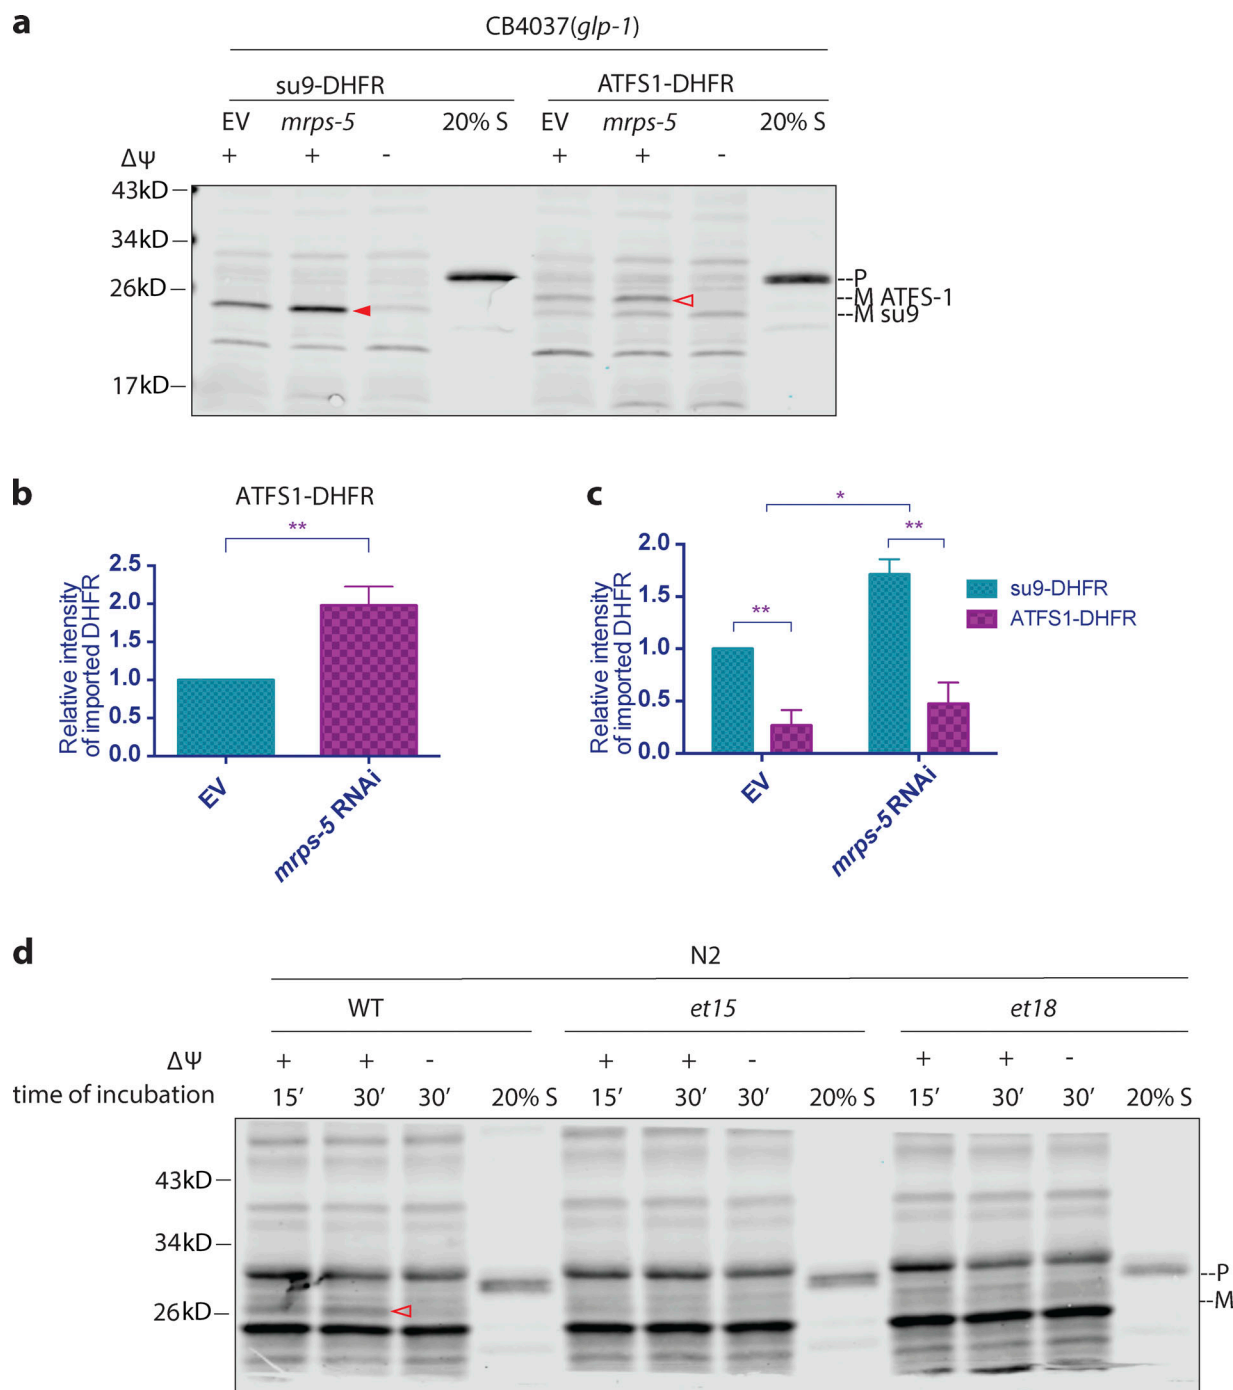 a
CB4037(glp-1)
su9-DHFR ATFS1-DHFR
EV mrps-5 20% S EV mrps-5 20% S
ΔΨ + + - + + -
43kD
34kD
26kD
17kD
--P
--M ATFS-1
--M su9
b
ATFS1-DHFR
**
Relative intensity
of imported DHFR
2.5
2.0
1.5
1.0
0.5
0.0
EV
mrps-5 RNAi
c
*
**
**
Relative intensity
of imported DHFR
2.0
1.5
1.0
0.5
0.0
EV
mrps-5 RNAi
su9-DHFR
ATFS1-DHFR
d
N2
WT et15 et18
ΔΨ + + - + + - + + -
time of incubation 15’ 30’ 30’ 20% S 15’ 30’ 30’ 20% S 15’ 30’ 30’ 20% S
43kD
34kD
26kD
--P
--M